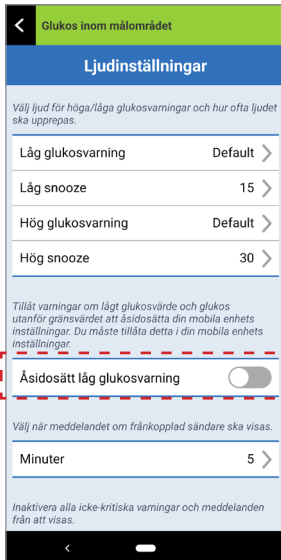 Glukos inom målområdet
Ljudinställningar
Välj ljud för höga/låga glukosvarningar och hur ofta ljudet
ska upprepas.
Låg glukosvarning Default
Låg snooze 15
Hög glukosvarning Default
Hög snooze 30
Tillåt varningar om lågt glukosvärde och glukos
utanför gränsvärdet att åsidosätta din mobila enhets
inställningar. Du måste tillåta detta i din mobila enhets
inställningar.
Åsidosätt låg glukosvarning
Välj när meddelandet om frånkopplad sändare ska visas.
Minuter 5
Inaktivera alla icke-kritiska varningar och meddelanden
från att visas.